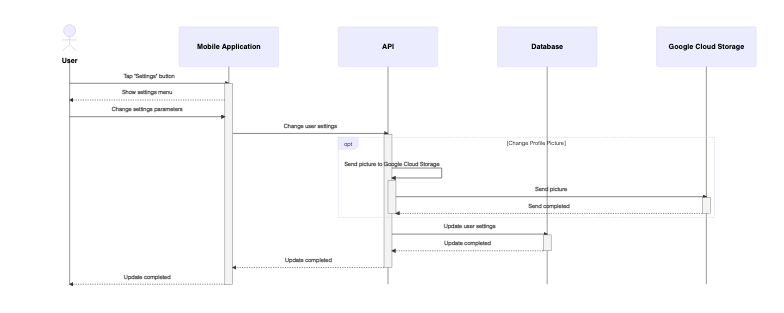 User
Mobile Application
API
Database
Google Cloud Storage
Tap "Settings" button
Show settings menu
Change settings parameters
Change user settings
opt
[Change Profile Picture]
Send picture to Google Cloud Storage
Send picture
Send completed
Update user settings
Update completed
Update completed
Update completed